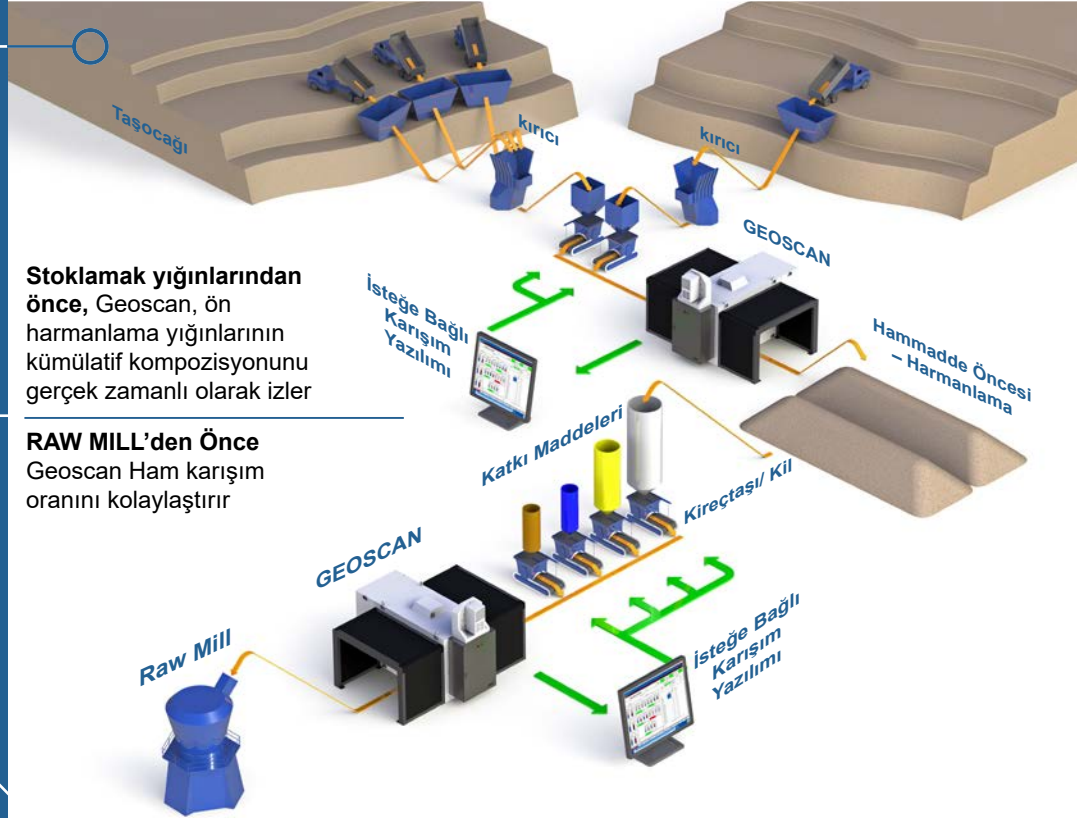 Taşocağı
kırıcı
kırıcı
GEOSCAN
Stoklamak yığınlarından
önce, Geoscan, ön
harmanlama yığınlarının
kümülatif kompozisyonunu
gerçek zamanlı olarak izler
İsteğe Bağlı
Karışım
Yazılımı
Hammadde Öncesi
– Harmanlama
RAW MILL’den Önce
Geoscan Ham karışım
oranını kolaylaştırır
Katkı Maddeleri
Kireçtaşı/ Kil
GEOSCAN
Raw Mill
İsteğe Bağlı
Karışım
Yazılımı